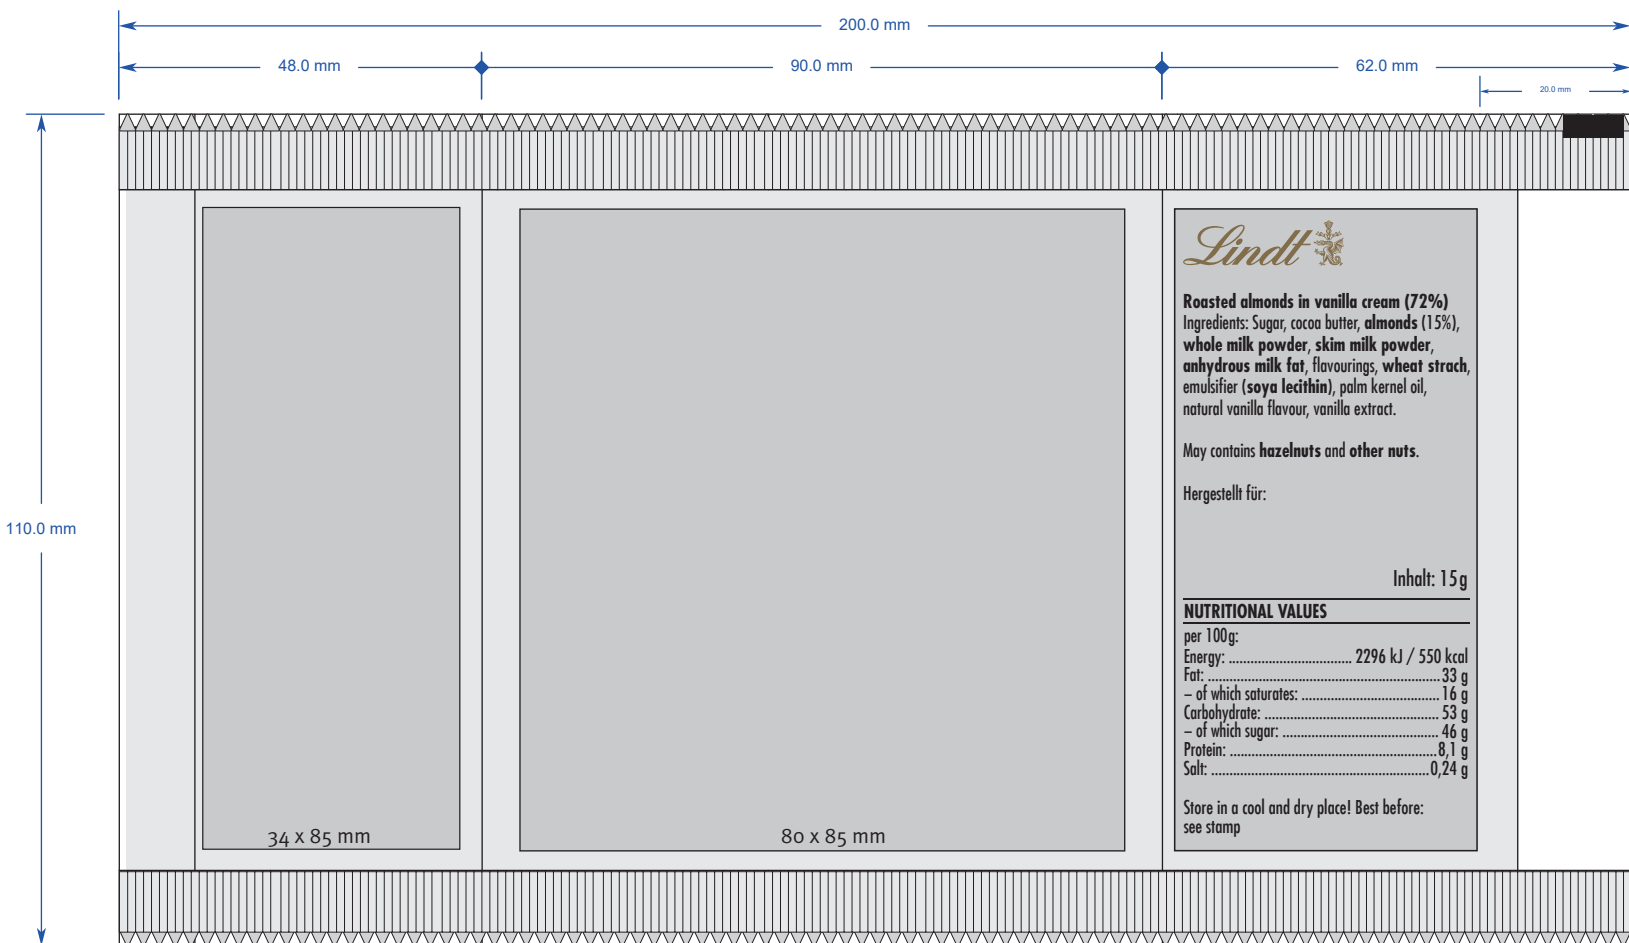 200.0 mm
48.0 mm
90.0 mm
62.0 mm
20.0 mm
110.0 mm
34 x 85 mm
80 x 85 mm
Lindt
Roasted almonds in vanilla cream (72%)
Ingredients: Sugar, cocoa butter, almonds (15%),
whole milk powder, skim milk powder,
anhydrous milk fat, flavourings, wheat strach,
emulsifier (soya lecithin), palm kernel oil,
natural vanilla flavour, vanilla extract.
May contains hazelnuts and other nuts.
Hergestellt für:
Inhalt: 15 g
NUTRITIONAL VALUES
per 100g:
Energy: .................................. 2296 kJ / 550 kcal
Fat: ................................................................ 33 g
– of which saturates: ...................................... 16 g
Carbohydrate: ................................................ 53 g
– of which sugar: ........................................... 46 g
Protein: .........................................................8,1 g
Salt: ............................................................0,24 g
Store in a cool and dry place! Best before:
see stamp